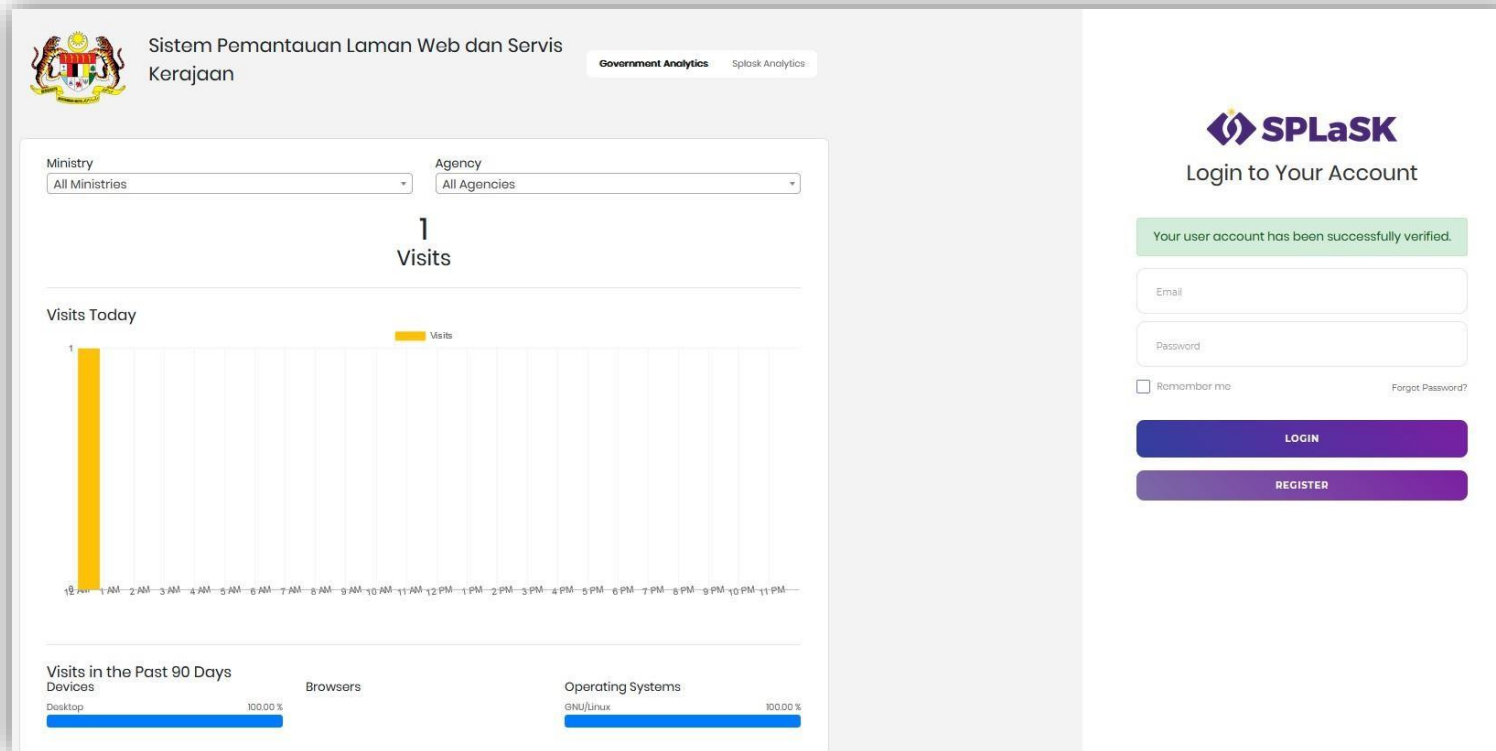 Sistem Pemantauan Laman Web dan Servis
Kerajaan
Government Analytics
Splask Analytics
Ministry
All Ministries
Agency
All Agencies
1
Visits
Visits Today
Visits
1
0
12 AM 1 AM 2 AM 3 AM 4 AM 5 AM 6 AM 7 AM 8 AM 9 AM 10 AM 11 AM 12 PM 1 PM 2 PM 3 PM 4 PM 5 PM 6 PM 7 PM 8 PM 9 PM 10 PM 11 PM
Visits in the Past 90 Days
Devices
Desktop 100.00 %
Browsers
Operating Systems
GNU/Linux 100.00 %
SPLaSK
Login to Your Account
Your user account has been successfully verified.
Email
Password
Remember me
Forgot Password?
LOGIN
REGISTER